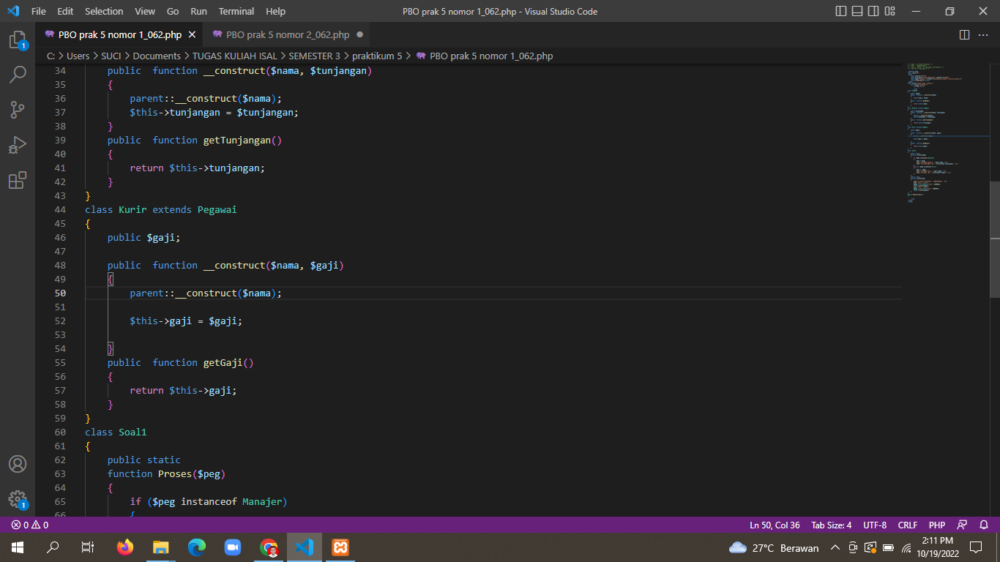 File Edit Selection View Go Run Terminal Help PBO prak 5 nomor 1_062.php - Visual Studio Code
PBO prak 5 nomor 1_062.php PBO prak 5 nomor 2_062.php
C: > Users > SUCI > Documents > TUGAS KULIAH ISAL > SEMESTER 3 > praktikum 5 > PBO prak 5 nomor 1_062.php
34 public  function __construct($nama, $tunjangan)
35 {
36 parent::__construct($nama);
37 $this->tunjangan = $tunjangan;
38 }
39 public  function getTunjangan()
40 {
41 return $this->tunjangan;
42 }
43 }
44 class Kurir extends Pegawai
45 {
46 public $gaji;
47
48 public  function __construct($nama, $gaji)
49 {
50 parent::__construct($nama);
51
52 $this->gaji = $gaji;
53
54 }
55 public  function getGaji()
56 {
57 return $this->gaji;
58 }
59 }
60 class Soal1
61 {
62 public static
63 function Proses($peg)
64 {
65 if ($peg instanceof Manajer)
66 {
1
1
0 0 Ln 50, Col 36 Tab Size: 4 UTF-8 CRLF PHP
27°C Berawan 2:11 PM
10/19/2022